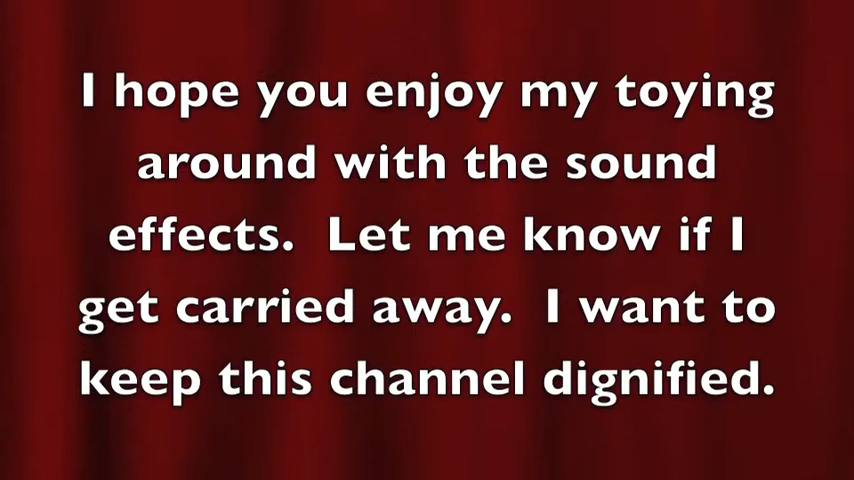 I hope you enjoy my toying
around with the sound
effects.  Let me know if I
get carried away.  I want to
keep this channel dignified.